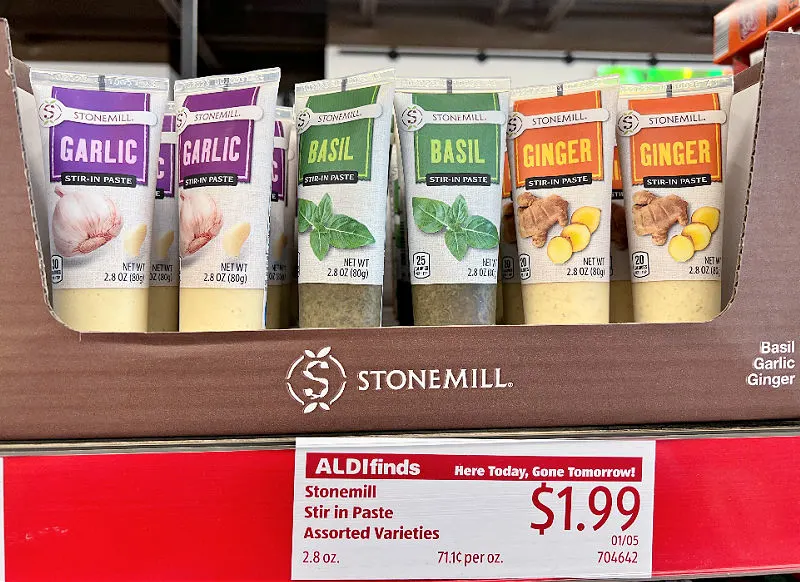 STONEMILL.
GARLIC
STIR-IN PASTE
NET WT
2.8 OZ (80g)
STONEMILL.
GARLIC
STIR-IN PASTE
NET WT
2.8 OZ (80g)
STONEMILL.
BASIL
STIR-IN PASTE
NET WT
2.8 OZ (80g)
STONEMILL.
BASIL
STIR-IN PASTE
25
NET WT
2.8 OZ
STONEMILL.
GINGER
STIR-IN PASTE
20
NET WT
2.8 OZ (80g)
STONEMILL.
GINGER
STIR-IN PASTE
20
NET WT
2.8 OZ (80g)
S STONEMILL®
Basil
Garlic
Ginger
ALDIfinds Here Today, Gone Tomorrow!
Stonemill
Stir in Paste
Assorted Varieties
$1.99
01/05
2.8 oz. 71.1¢ per oz. 704642